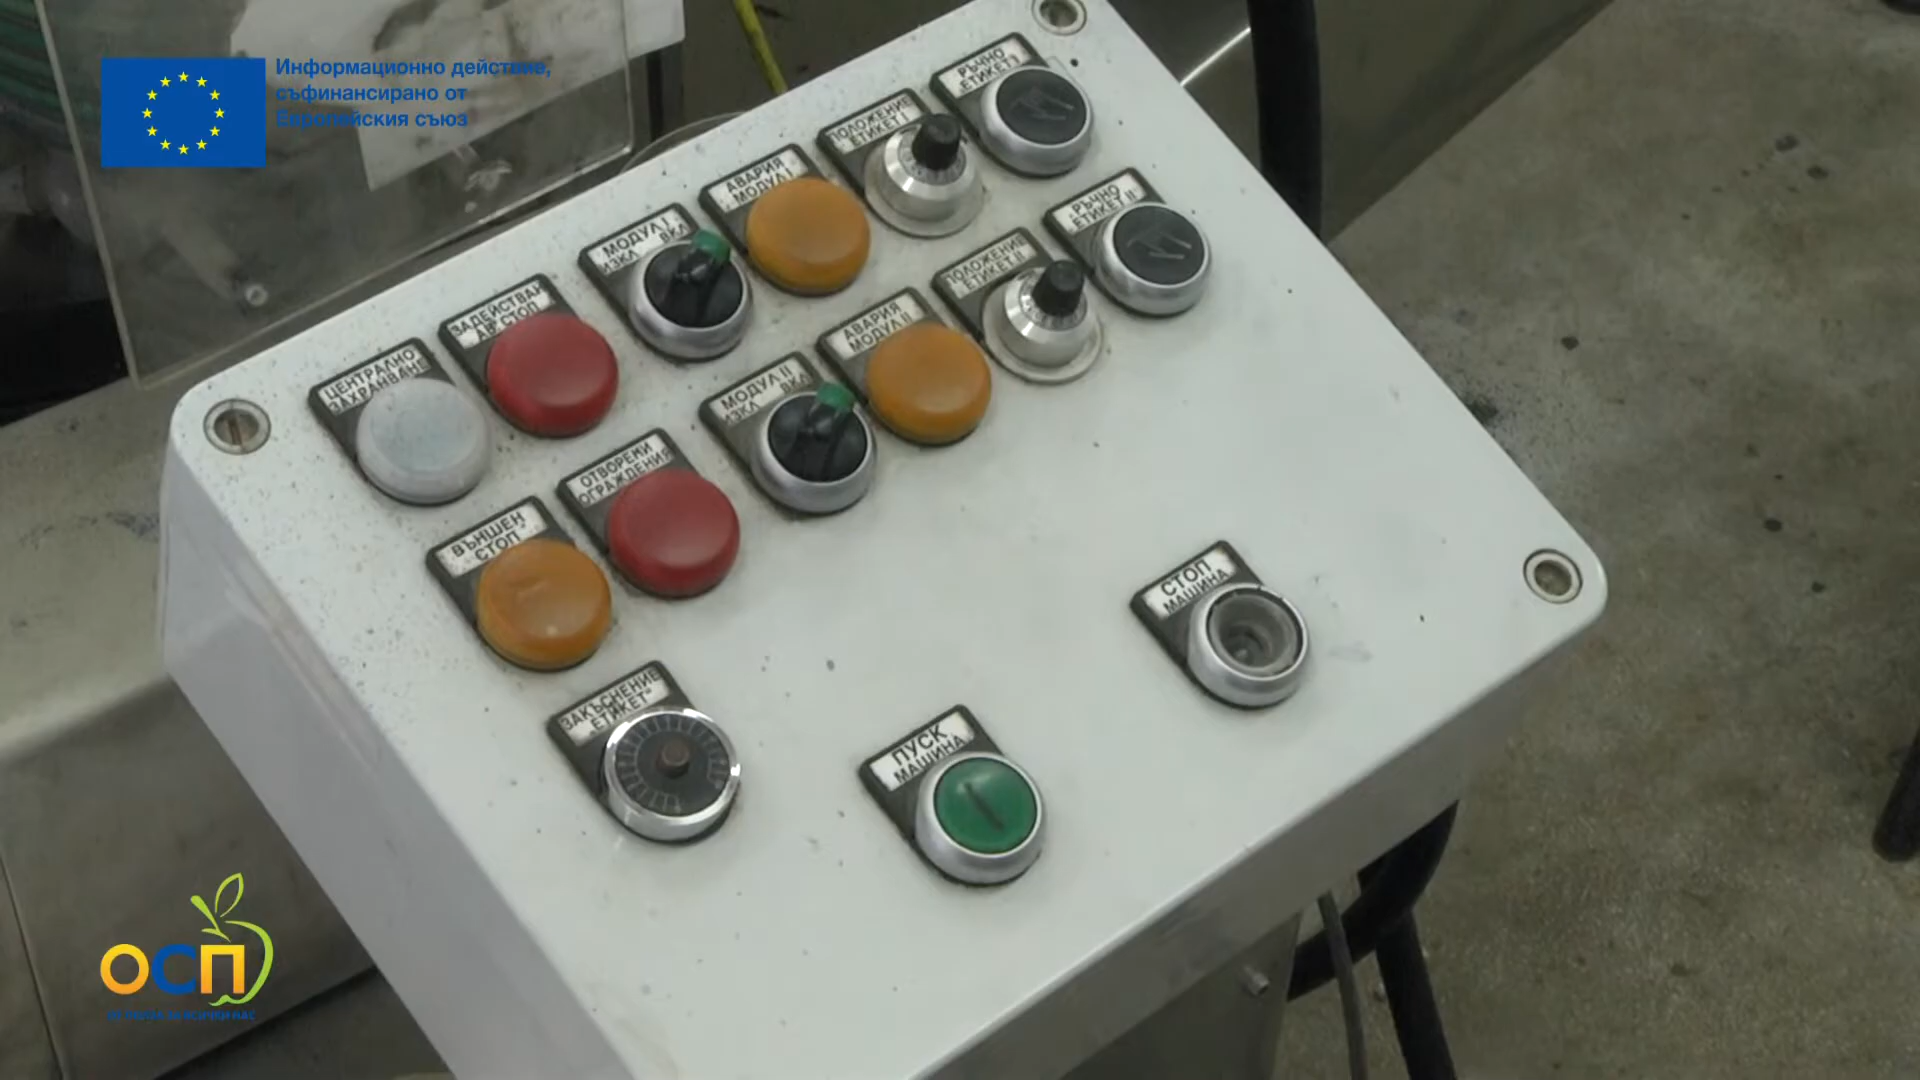 Информационно действие,
съфинансирано от
Европейския съюз
РЪЧНО
ЕТИКЕТ I
ПОЛОЖЕНИЕ
ЕТИКЕТ I
АВАРИЯ
МОДУЛ I
МОДУЛ I
ИЗКЛ ВКЛ
ЗАДЕЙСТВАН
АВ. СТОП
ЦЕНТРАЛНО
ЗАХРАНВАНЕ
РЪЧНО
ЕТИКЕТ II
ПОЛОЖЕНИЕ
ЕТИКЕТ II
АВАРИЯ
МОДУЛ II
МОДУЛ II
ИЗКЛ ВКЛ
ОТВОРЕНИ
ОГРАЖДЕНИЯ
ВЪНШЕН
СТОП
СТОП
МАШИНА
ЗАКЪСНЕНИЕ
"ЕТИКЕТ"
ПУСК
МАШИНА
ОСП